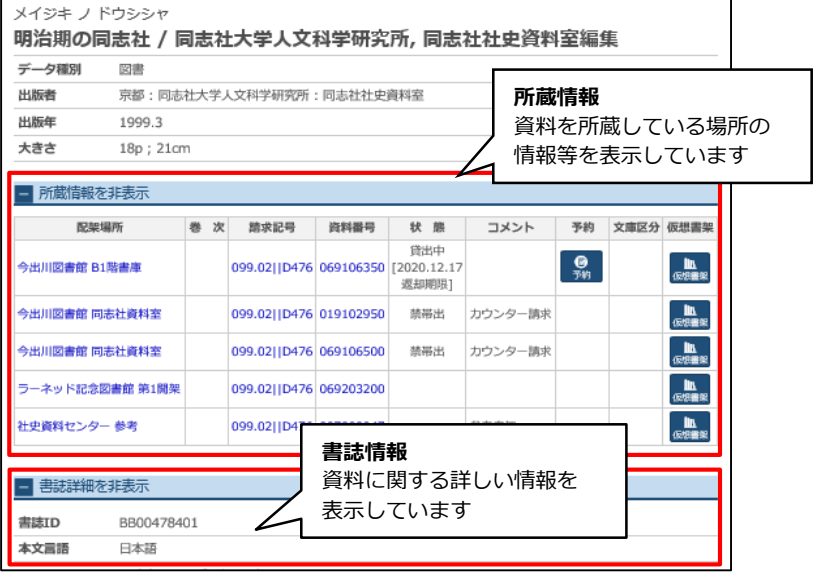 メイジキ ノ ドウシシャ
明治期の同志社 / 同志社大学人文科学研究所, 同志社社史資料室編集
データ種別 図書
出版者 京都 : 同志社大学人文科学研究所 : 同志社社史資料室
出版年 1999.3
大きさ 18p ; 21cm
所蔵情報
資料を所蔵している場所の
情報等を表示しています
所蔵情報を非表示
配架場所 巻 次 請求記号 資料番号 状 態 コメント 予約 文庫区分 仮想書架
今出川図書館 B1階書庫 099.02||D476 069106350 貸出中 [2020.12.17 返却期限] 予約 仮想書架
今出川図書館 同志社資料室 099.02||D476 019102950 禁帯出 カウンター請求 仮想書架
今出川図書館 同志社資料室 099.02||D476 069106500 禁帯出 カウンター請求 仮想書架
ラーネッド記念図書館 第1開架 099.02||D476 069203200 仮想書架
社史資料センター 参考 099.02||D476 仮想書架
書誌情報
資料に関する詳しい情報を
表示しています
書誌詳細を非表示
書誌ID BB00478401
本文言語 日本語